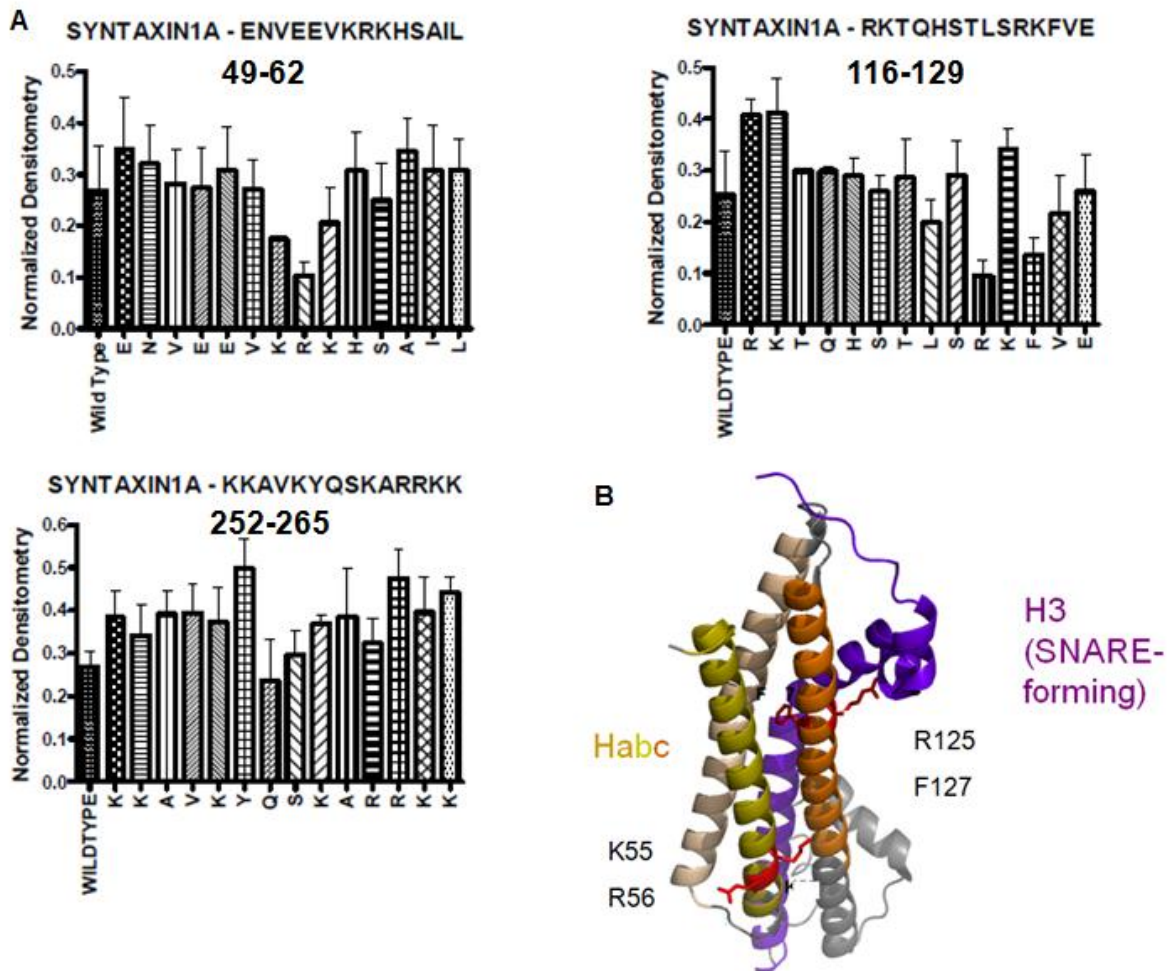 A
SYNTAXIN1A - ENVEEVKRKHSAIL
49-62
Normalized Densitometry
0.5
0.4
0.3
0.2
0.1
0.0
Wild Type
E
N
V
E
E
V
K
R
K
H
S
A
I
L
SYNTAXIN1A - RKTQHSTLSRKFVE
116-129
Normalized Densitometry
0.5
0.4
0.3
0.2
0.1
0.0
WILDTYPE
R
K
T
Q
H
S
T
L
S
R
K
F
V
E
SYNTAXIN1A - KKAVKYQSKARRKK
252-265
Normalized Densitometry
0.6
0.5
0.4
0.3
0.2
0.1
0.0
WILDTYPE
K
K
A
V
K
Y
Q
S
K
A
R
R
K
K
B
H3
(SNARE-
forming)
Habc
R125
F127
K55
R56